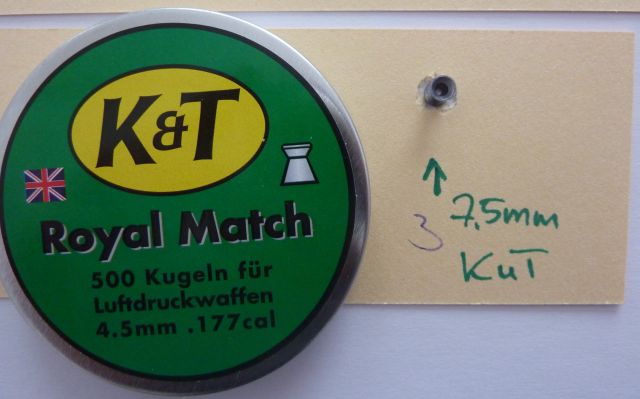 K&T
Royal Match
500 Kugeln für
Luftdruckwaffen
4.5mm .177cal
3
7,5mm
KuT